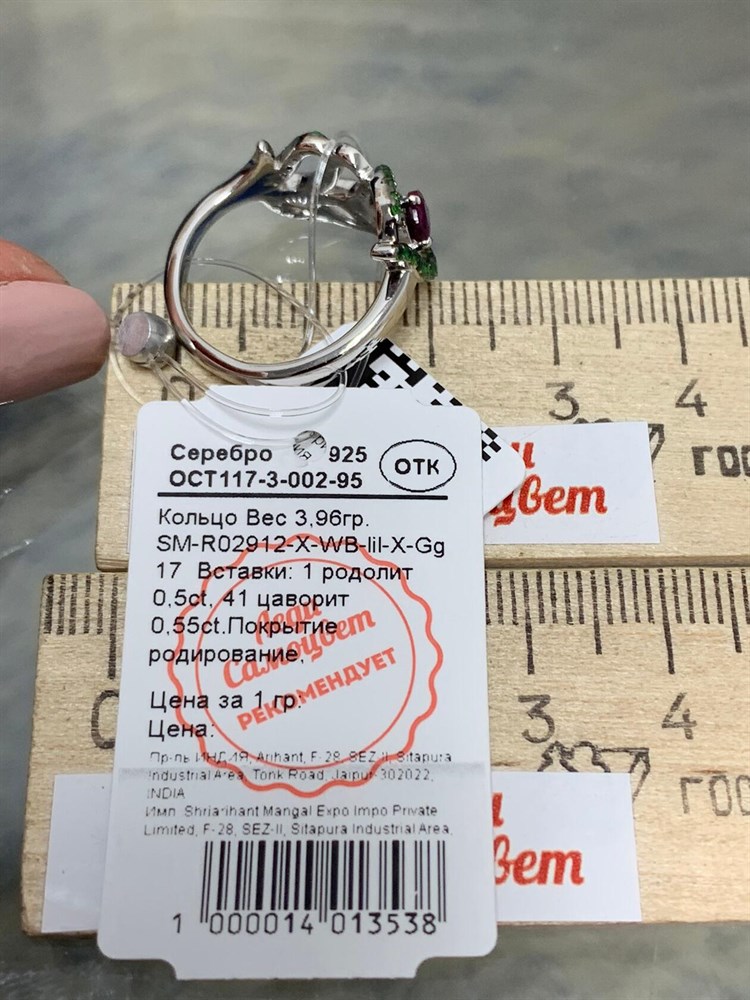 Серебро 925
ОСТ117-3-002-95
ОТК
Кольцо Вес 3,96гр.
SM-R02912-X-WB-lil-X-Gg
17 Вставки: 1 родолит
0,5ct, 41 цаворит
0,55ct.Покрытие
родирование,
Леди
Самоцвет
РЕКОМЕНДУЕТ
Цена за 1 гр:
Цена:
Пр-ль ИНДИЯ, Arihant, F-28, SEZ-II, Sitapura
Industrial Area, Tonk Road, Jaipur-302022,
INDIA
Имп. Shriarihant Mangal Expo Impo Private
Limited, F-28, SEZ-II, Sitapura Industrial Area,
1 000014 013538
3 4
ГОС
цвет
0 3
ГОС
вет